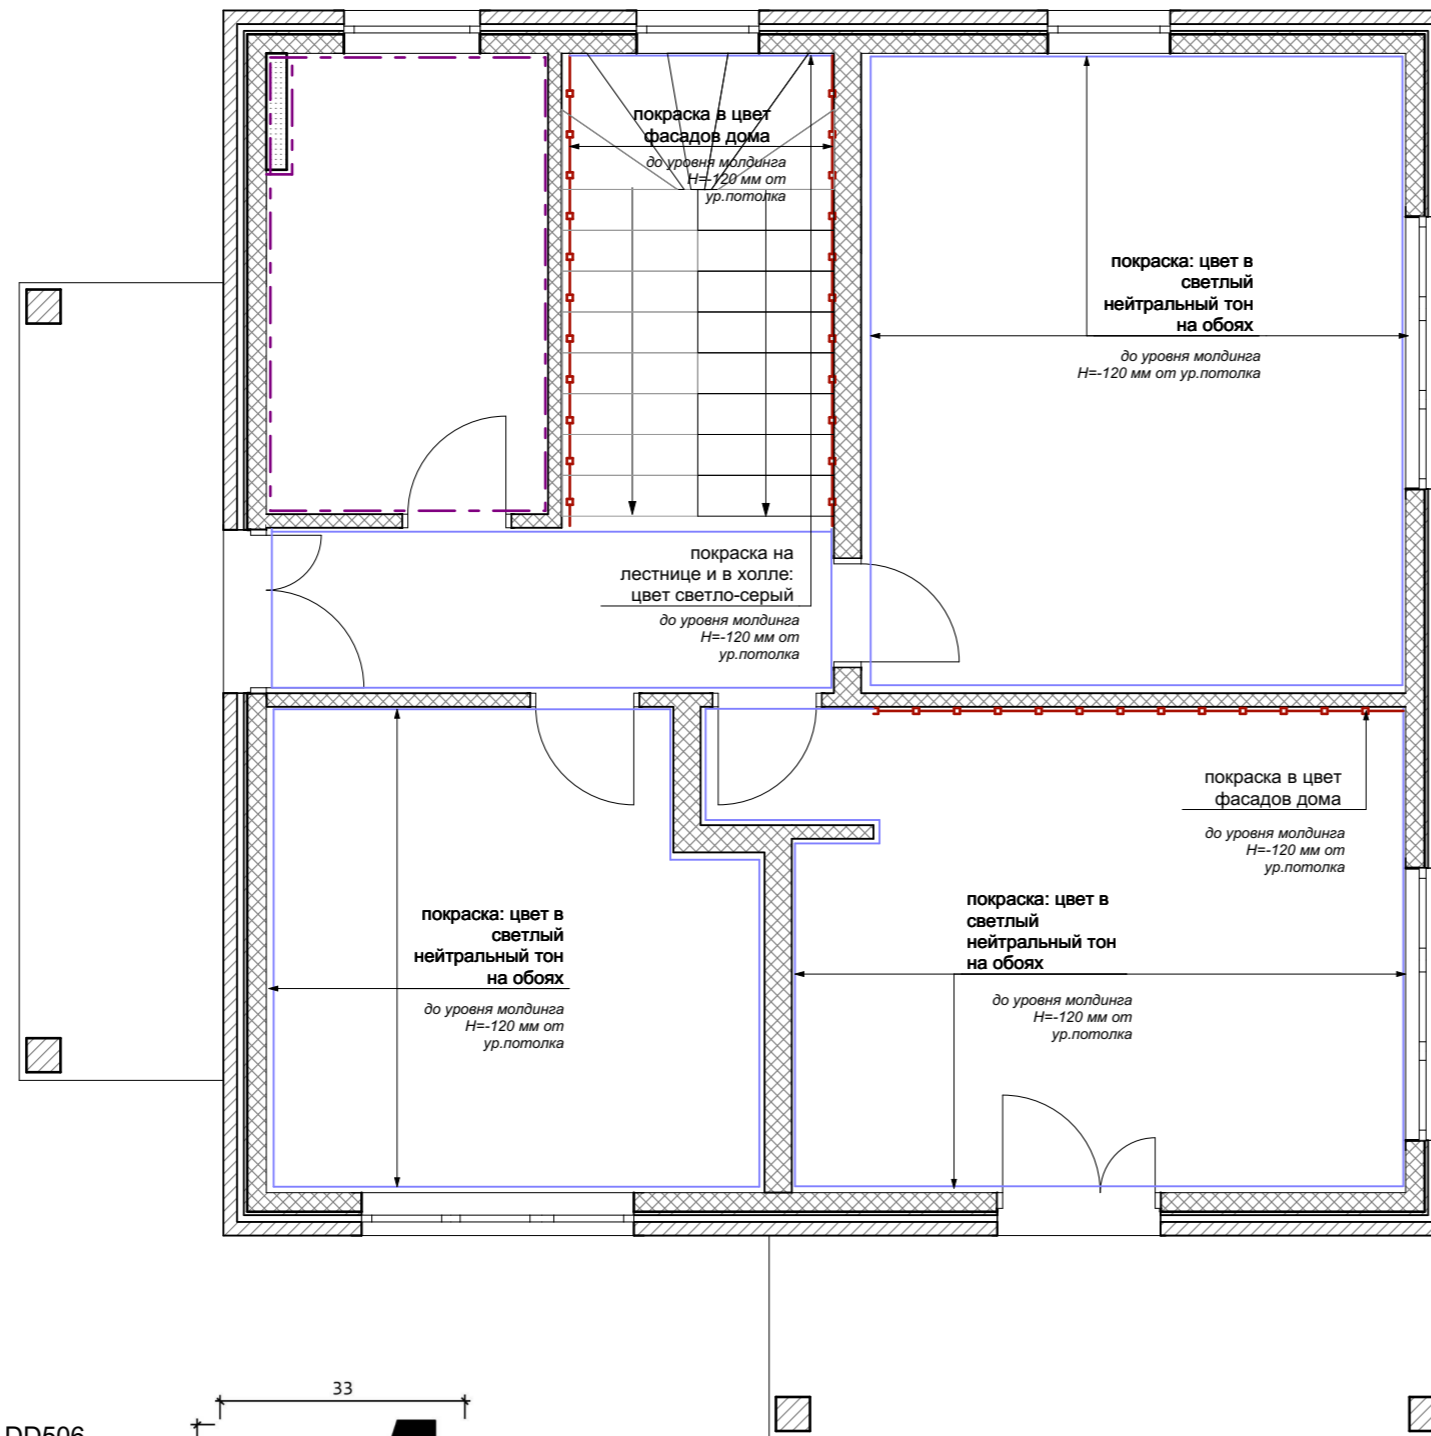 покраска в цвет
фасадов дома
до уровня молдинга
H=-120 мм от
ур.потолка
покраска: цвет в
светлый
нейтральный тон
на обоях
до уровня молдинга
H=-120 мм от ур.потолка
покраска на
лестнице и в холле:
цвет светло-серый
до уровня молдинга
H=-120 мм от
ур.потолка
покраска в цвет
фасадов дома
до уровня молдинга
H=-120 мм от
ур.потолка
покраска: цвет в
светлый
нейтральный тон
на обоях
до уровня молдинга
H=-120 мм от
ур.потолка
покраска: цвет в
светлый
нейтральный тон
на обоях
до уровня молдинга
H=-120 мм от
ур.потолка
33
DD506